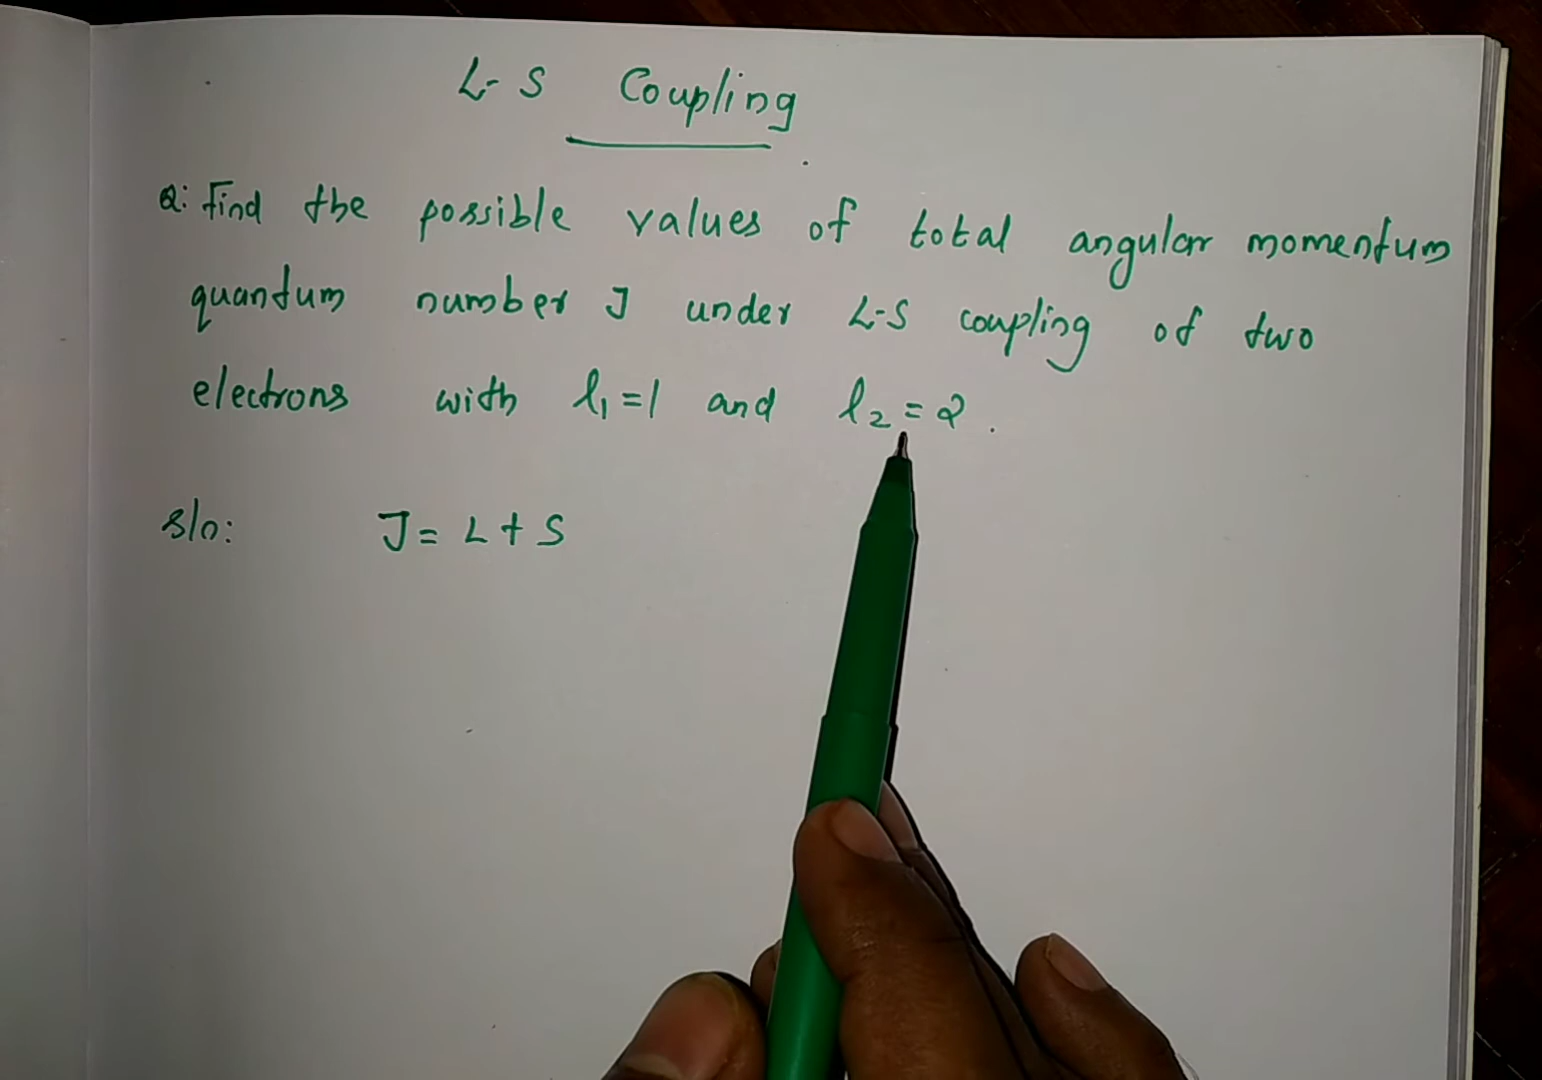 L-S Coupling
Q: Find the possible values of total angular momentum
quantum number J under L-S coupling of two
electrons with l₁=1 and l₂=2.
sln: J= L+S